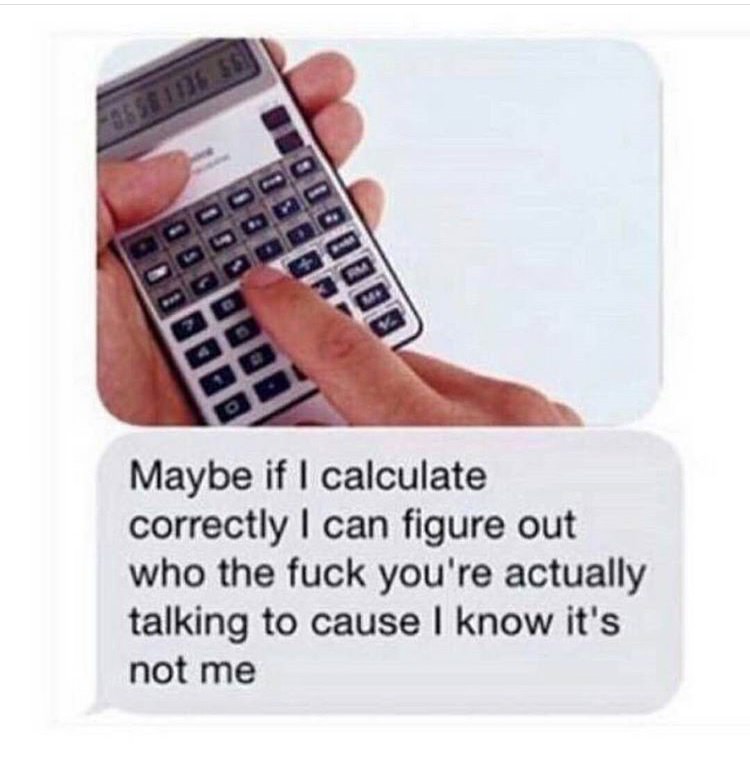 Maybe if I calculate
correctly I can figure out
who the fuck you're actually
talking to cause I know it's
not me